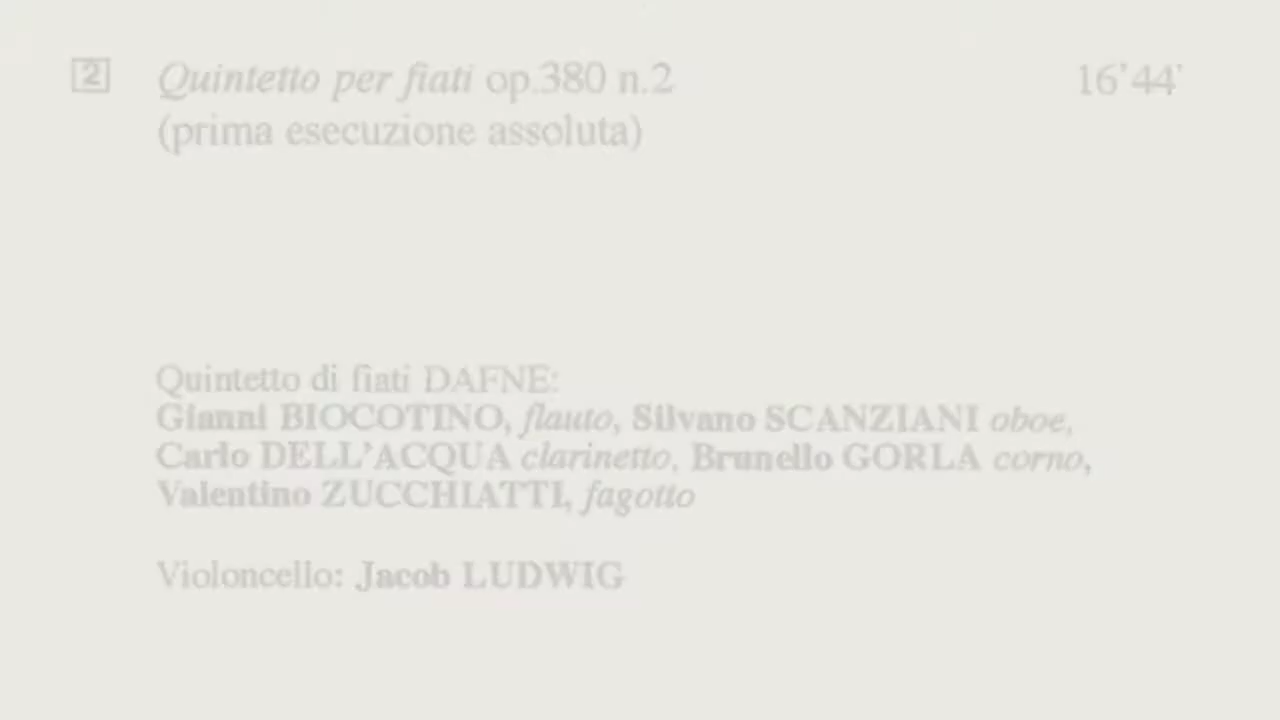 2 Quintetto per fiati op.380 n.2 16'44'
(prima esecuzione assoluta)
Quintetto di fiati DAFNE:
Gianni BIOCOTINO, flauto, Silvano SCANZIANI oboe,
Carlo DELL'ACQUA clarinetto, Brunello GORLA corno,
Valentino ZUCCHIATTI, fagotto
Violoncello: Jacob LUDWIG